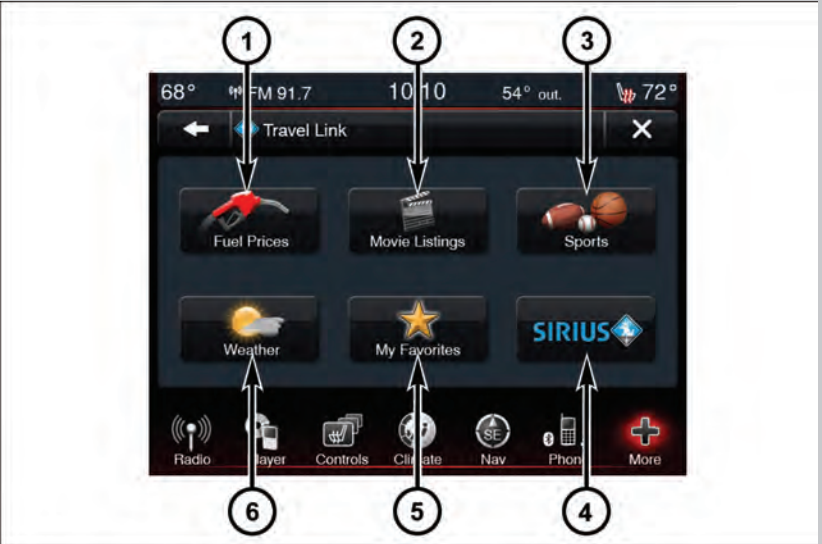 1 2 3
68° FM 91.7 10 10 54° out. 72°
Travel Link
Fuel Prices Movie Listings Sports
Weather My Favorites SIRIUS
SE
Radio Player Controls Climate Nav Phone More
6 5 4